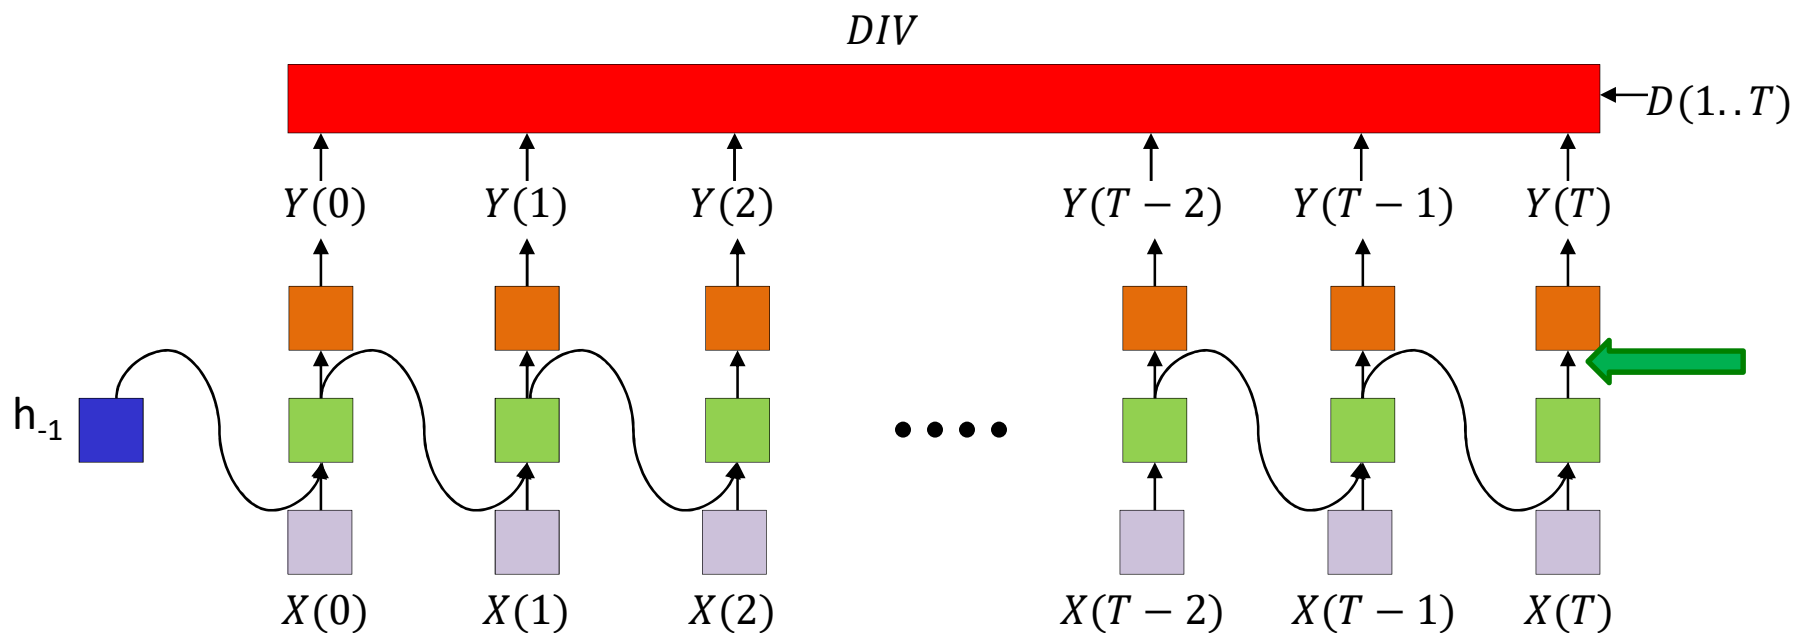 DIV
D(1..T)
Y(0) Y(1) Y(2) Y(T − 2) Y(T − 1) Y(T)
h-1
X(0) X(1) X(2) X(T − 2) X(T − 1) X(T)